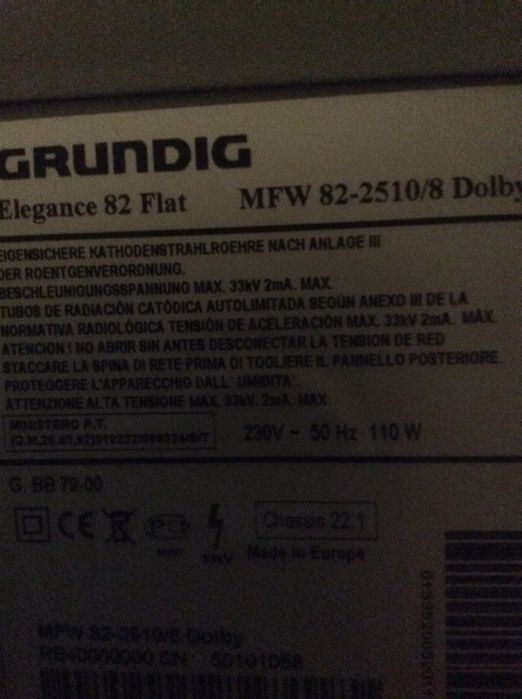 GRUNDIG
Elegance 82 Flat MFW 82-2510/8 Dolby
EIGENSICHERE KATHODENSTRAHLROEHRE NACH ANLAGE III
DER ROENTGENVERORDNUNG.
BESCHLEUNIGUNGSSPANNUNG MAX. 33kV 2mA. MAX.
TUBOS DE RADIACIÓN CATÓDICA AUTOLIMITADA SEGÚN ANEXO III DE LA
NORMATIVA RADIOLÓGICA TENSIÓN DE ACELERACIÓN MÁX. 33kV 2mA. MÁX.
ATENCION ! NO ABRIR SIN ANTES DESCONECTAR LA TENSION DE RED
STACCARE LA SPINA DI RETE PRIMA DI TOGLIERE IL PANNELLO POSTERIORE.
PROTEGGERE L'APPARECCHIO DALL' UMIDITA'.
ATTENZIONE ALTA TENSIONE MAX. 33kV. 2mA. MAX
MINISTERO P.T.
230V ~ 50 Hz 110 W
G. BB 79-00
CE
33kV
Chassis 22.1
Made in Europe
MFW 82-2510/8 Dolby
SN 50101058